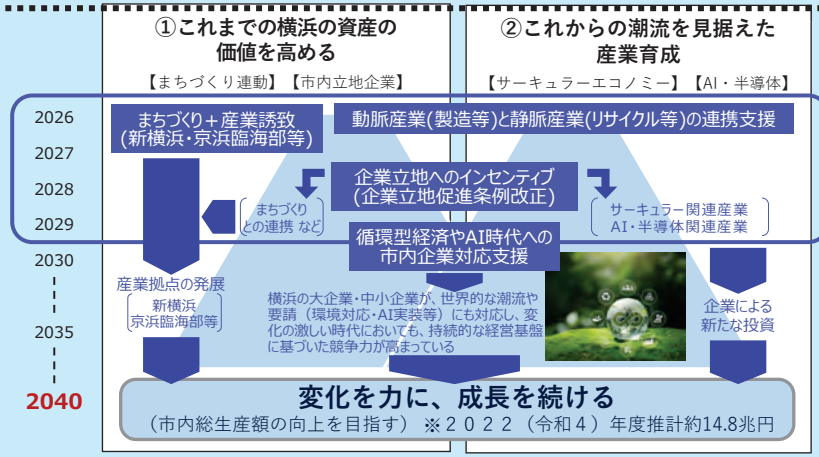 ①これまでの横浜の資産の
価値を高める
【まちづくり連動】【市内立地企業】
②これからの潮流を見据えた
産業育成
【サーキュラーエコノミー】【AI・半導体】
2026
2027
2028
2029
2030
2035
2040
まちづくり＋産業誘致
(新横浜・京浜臨海部等)
動脈産業(製造等)と静脈産業(リサイクル等)の連携支援
企業立地へのインセンティブ
(企業立地促進条例改正)
まちづくり
との連携 など
サーキュラー関連産業
AI・半導体関連産業
循環型経済やAI時代への
市内企業対応支援
産業拠点の発展
新横浜
京浜臨海部等
横浜の大企業・中小企業が、世界的な潮流や
要請（環境対応・AI実装等）にも対応し、変
化の激しい時代においても、持続的な経営基盤
に基づいた競争力が高まっている
企業による
新たな投資
変化を力に、成長を続ける
（市内総生産額の向上を目指す）※２０２２（令和４）年度推計約14.8兆円